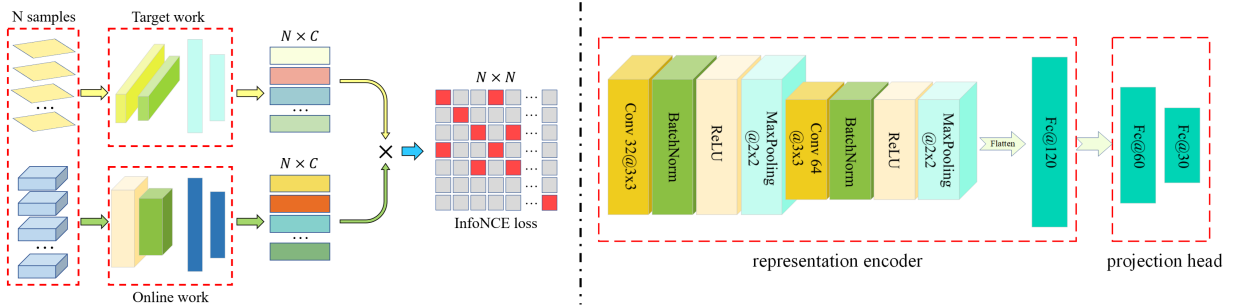 N samples
Target work
N × C
...
...
N × N
...
...
...
...
...
...
...
×
InfoNCE loss
N × C
...
...
Online work
Conv 32@3x3
BatchNorm
ReLU
MaxPooling
@2x2
Conv 64
@3x3
BatchNorm
ReLU
MaxPooling
@2x2
Flatten
Fc@120
representation encoder
Fc@60
Fc@30
projection head